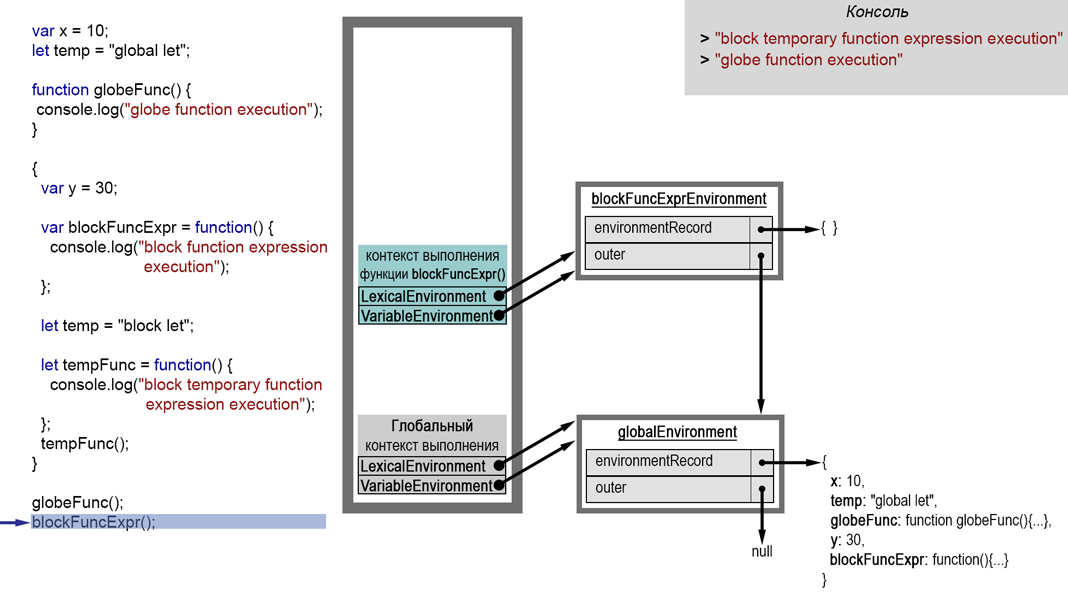 var x = 10;
let temp = "global let";
function globeFunc() {
console.log("globe function execution");
}
{
var y = 30;
var blockFuncExpr = function() {
console.log("block function expression
execution");
};
let temp = "block let";
let tempFunc = function() {
console.log("block temporary function
expression execution");
};
tempFunc();
}
globeFunc();
blockFuncExpr();
контекст выполнения
функции blockFuncExpr()
LexicalEnvironment
VariableEnvironment
Глобальный
контекст выполнения
LexicalEnvironment
VariableEnvironment
Консоль
> "block temporary function expression execution"
> "globe function execution"
blockFuncExprEnvironment
environmentRecord
{ }
outer
globalEnvironment
environmentRecord
outer
null
{
x: 10,
temp: "global let",
globeFunc: function globeFunc(){...},
y: 30,
blockFuncExpr: function(){...}
}